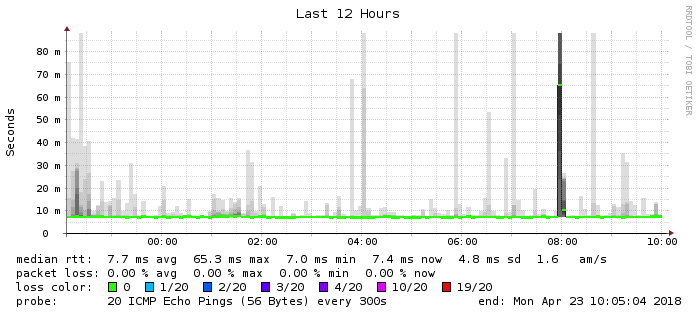 Last 12 Hours
RRDTOOL / TOBI OETIKER
Seconds
80 m
70 m
60 m
50 m
40 m
30 m
20 m
10 m
0
00:00 02:00 04:00 06:00 08:00 10:00
median rtt: 7.7 ms avg 65.3 ms max 7.0 ms min 7.4 ms now 4.8 ms sd 1.6 am/s
packet loss: 0.00 % avg 0.00 % max 0.00 % min 0.00 % now
loss color: 0 1/20 2/20 3/20 4/20 10/20 19/20
probe: 20 ICMP Echo Pings (56 Bytes) every 300s end: Mon Apr 23 10:05:04 2018